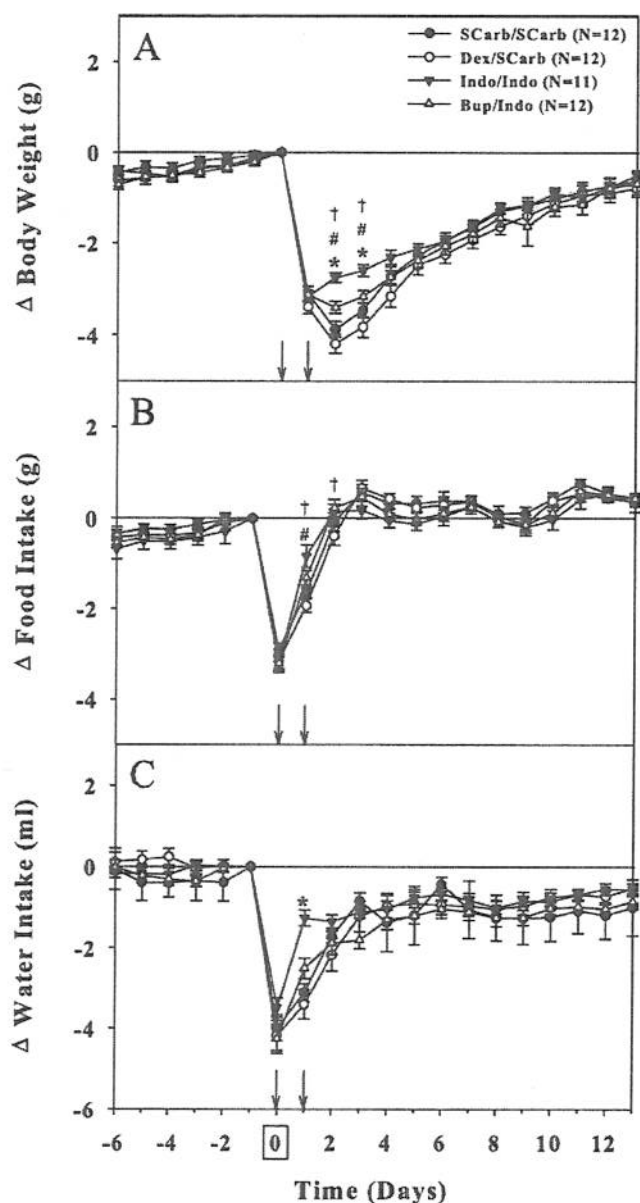 A
SCarb/SCarb (N=12)
Dex/SCarb (N=12)
Indo/Indo (N=11)
Bup/Indo (N=12)
Δ Body Weight (g)
2
0
-2
-4
†
#
*
†
#
*
B
Δ Food Intake (g)
2
0
-2
-4
†
#
†
C
Δ Water Intake (ml)
2
0
-2
-4
-6
*
-6 -4 -2 0 2 4 6 8 10 12
Time (Days)